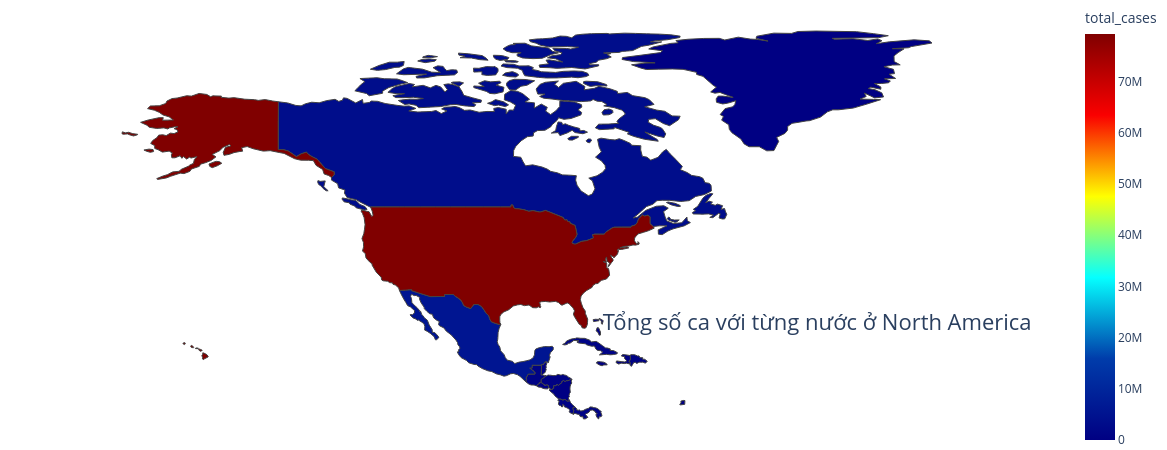 total_cases
70M
60M
50M
40M
30M
20M
10M
0
Tổng số ca với từng nước ở North America